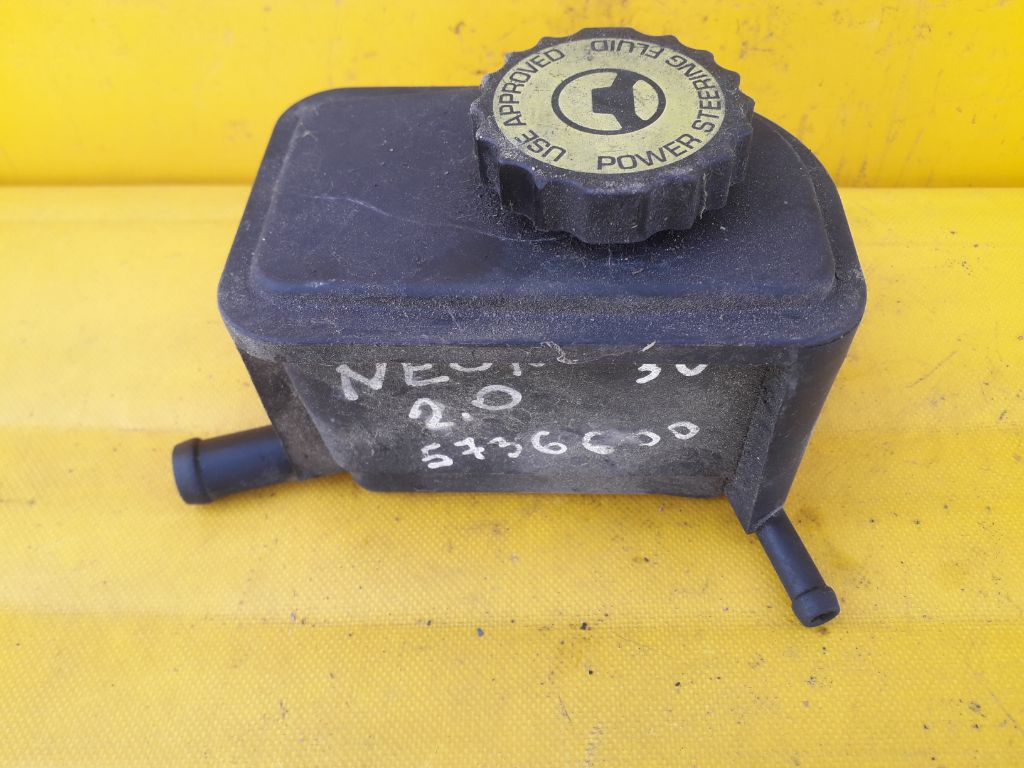 USE APPROVED POWER STEERING FLUID
2.0
5736600